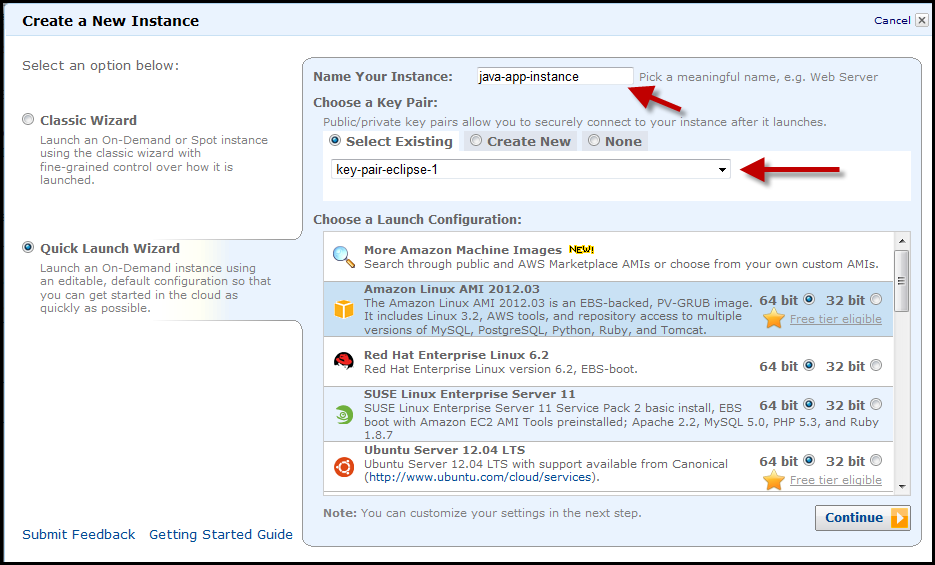 Create a New Instance
Cancel
Select an option below:
Classic Wizard
Launch an On-Demand or Spot instance
using the classic wizard with
fine-grained control over how it is
launched.
Quick Launch Wizard
Launch an On-Demand instance using
an editable, default configuration so that
you can get started in the cloud as
quickly as possible.
Submit Feedback Getting Started Guide
Name Your Instance: java-app-instance Pick a meaningful name, e.g. Web Server
Choose a Key Pair:
Public/private key pairs allow you to securely connect to your instance after it launches.
Select Existing Create New None
key-pair-eclipse-1
Choose a Launch Configuration:
More Amazon Machine Images NEW!
Search through public and AWS Marketplace AMIs or choose from your own custom AMIs.
Amazon Linux AMI 2012.03
The Amazon Linux AMI 2012.03 is an EBS-backed, PV-GRUB image.
It includes Linux 3.2, AWS tools, and repository access to multiple
versions of MySQL, PostgreSQL, Python, Ruby, and Tomcat.
64 bit 32 bit
Free tier eligible
Red Hat Enterprise Linux 6.2
Red Hat Enterprise Linux version 6.2, EBS-boot.
64 bit 32 bit
SUSE Linux Enterprise Server 11
SUSE Linux Enterprise Server 11 Service Pack 2 basic install, EBS
boot with Amazon EC2 AMI Tools preinstalled; Apache 2.2, MySQL 5.0, PHP 5.3, and Ruby
1.8.7
64 bit 32 bit
Ubuntu Server 12.04 LTS
Ubuntu Server 12.04 LTS with support available from Canonical
(http://www.ubuntu.com/cloud/services).
64 bit 32 bit
Free tier eligible
Note: You can customize your settings in the next step.
Continue